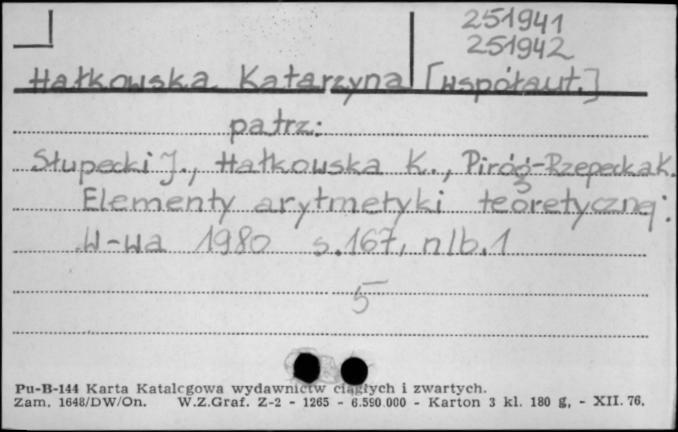 251941
251942
Hałkowska Katarzyna [współaut.]
patrz:
Słupecki J., Hałkowska K., Piróg-Rzepecka K.
Elementy arytmetyki teoretycznej.
W-wa 1980 s.167, nlb.1
5
Pu-B-144 Karta Katalogowa wydawnictw ciągłych i zwartych.
Zam. 1648/DW/On. W.Z.Graf. Z-2 - 1265 - 6.590.000 - Karton 3 kl. 180 g, - XII. 76.